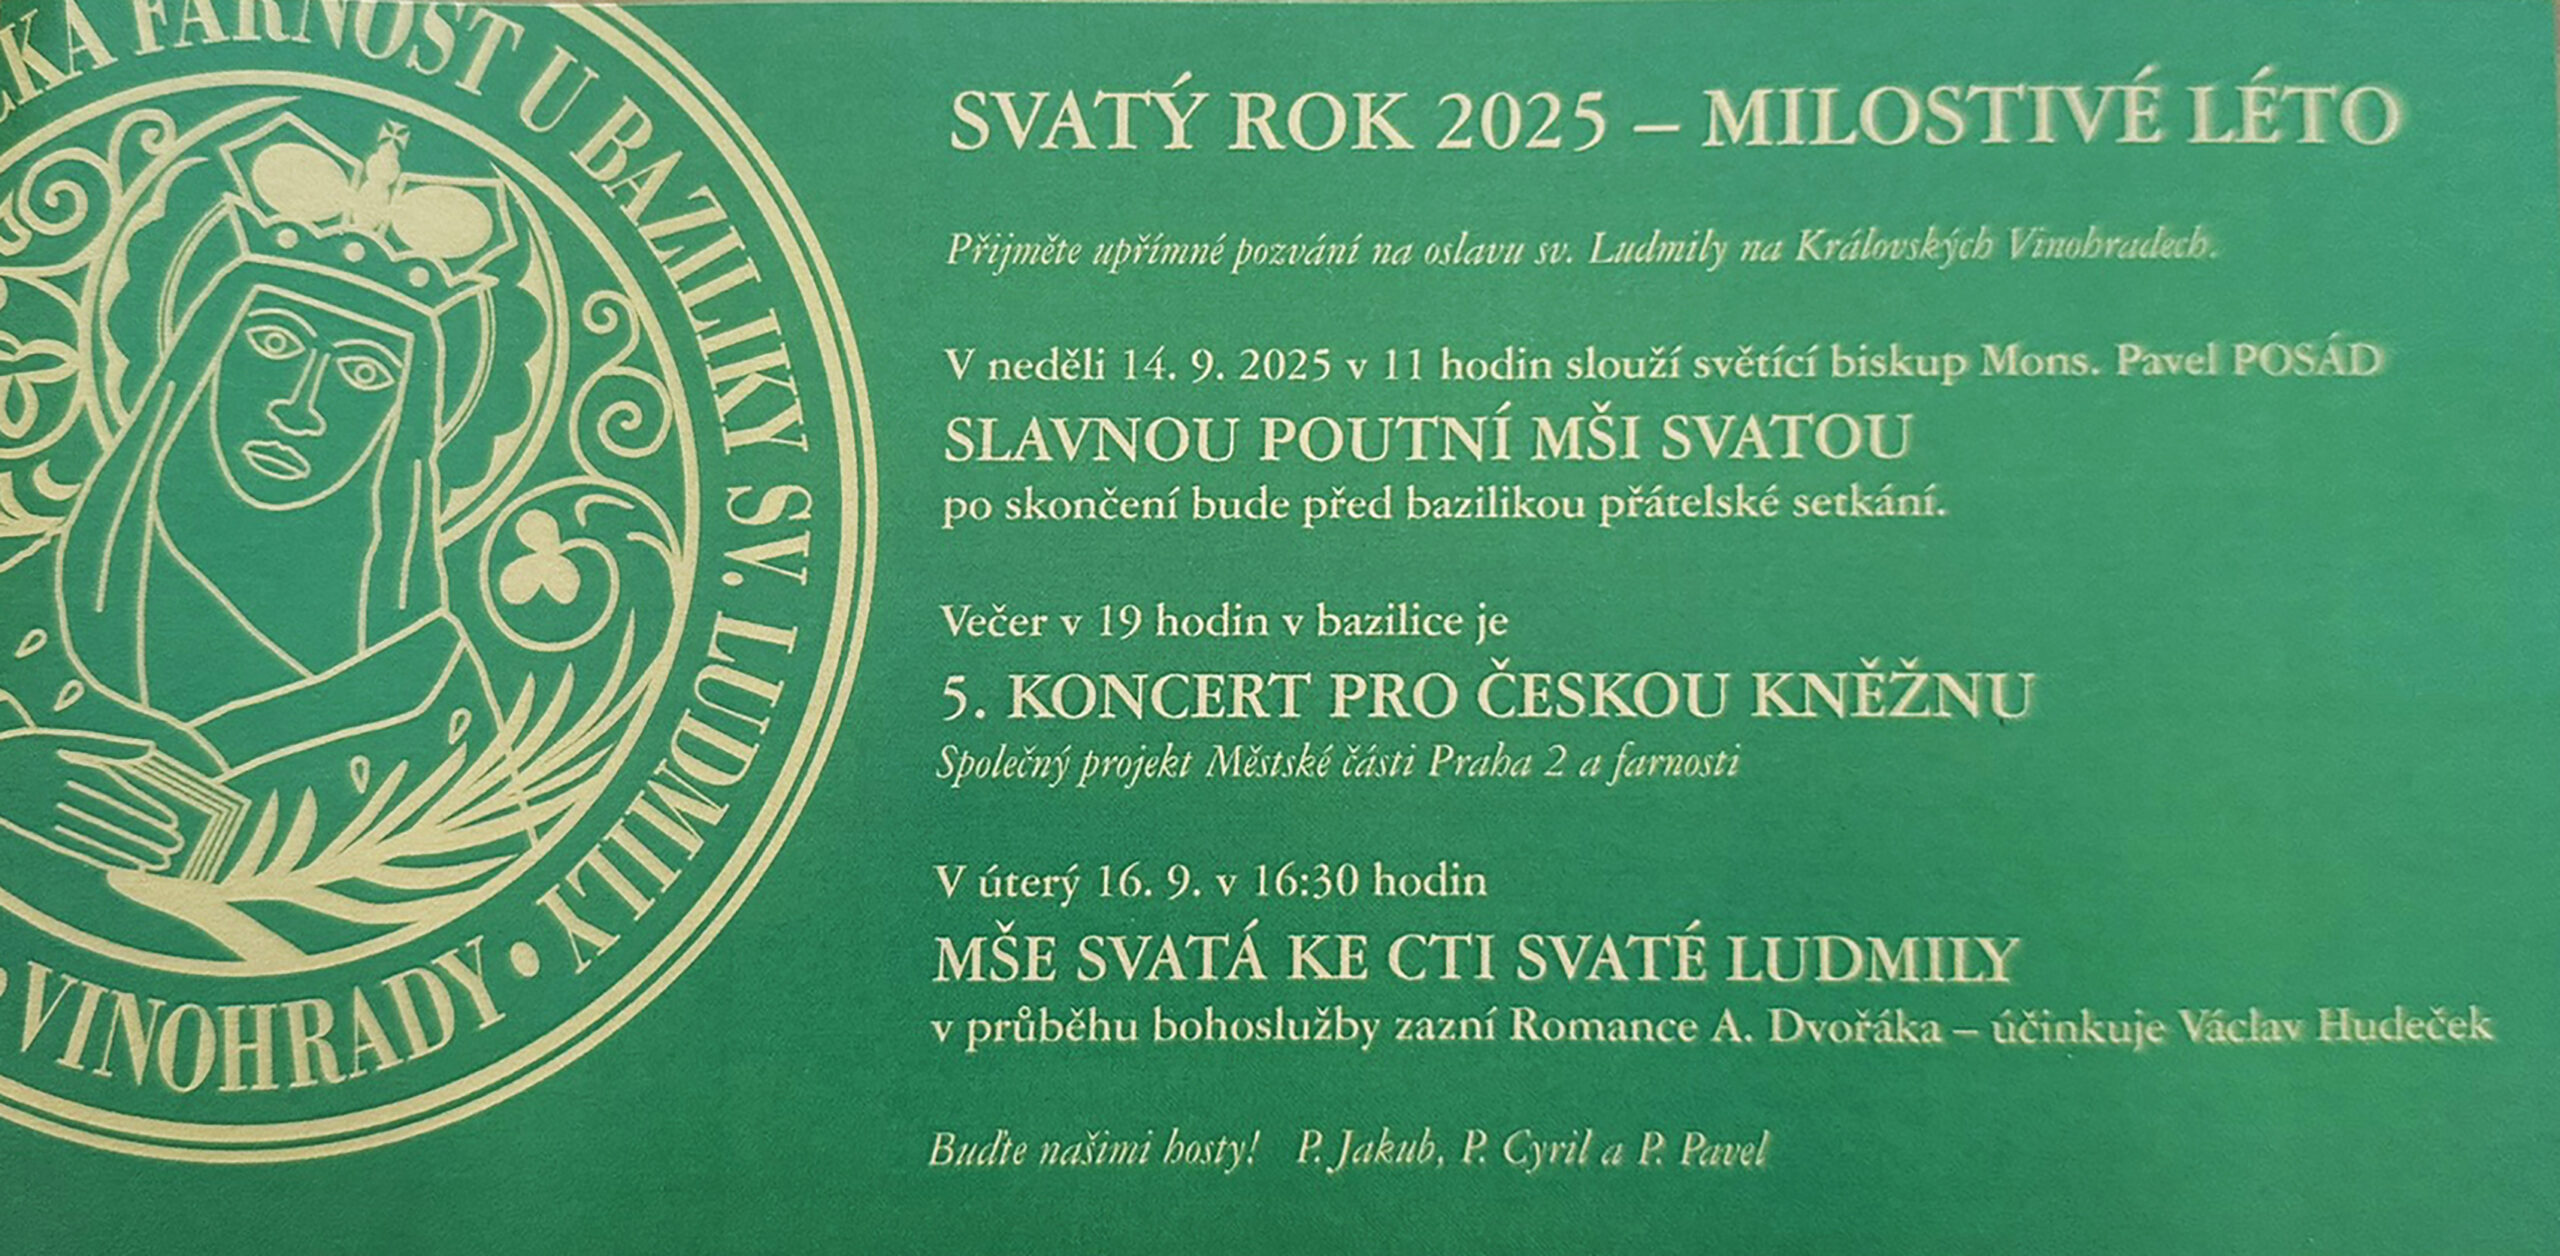 FARNOST U BAZILIKY SV. LUDMILY •
VINOHRADY
SVATÝ ROK 2025 – MILOSTIVÉ LÉTO
Přijměte upřímné pozvání na oslavu sv. Ludmily na Královských Vinohradech.
V neděli 14. 9. 2025 v 11 hodin slouží světící biskup Mons. Pavel POSÁD
SLAVNOU POUTNÍ MŠI SVATOU
po skončení bude před bazilikou přátelské setkání.
Večer v 19 hodin v bazilice je
5. KONCERT PRO ČESKOU KNĚŽNU
Společný projekt Městské části Praha 2 a farnosti
V úterý 16. 9. v 16:30 hodin
MŠE SVATÁ KE CTI SVATÉ LUDMILY
v průběhu bohoslužby zazní Romance A. Dvořáka – účinkuje Václav Hudeček
Buďte našimi hosty! P. Jakub, P. Cyril a P. Pavel